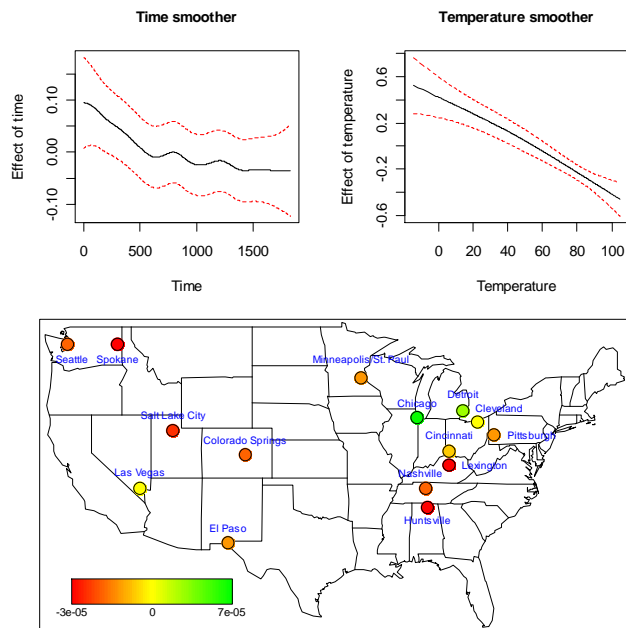 Time smoother
Temperature smoother
Effect of time
0.10
0.00
-0.10
0
500
1000
1500
Time
Effect of temperature
0.6
0.2
-0.2
-0.6
0
20
40
60
80
100
Temperature
Seattle
Spokane
Minneapolis/St. Paul
Chicago
Detroit
Cleveland
Salt Lake City
Colorado Springs
Cincinnati
Pittsburgh
Las Vegas
Nashville
Lexington
Huntsville
El Paso
-3e-05
0
7e-05